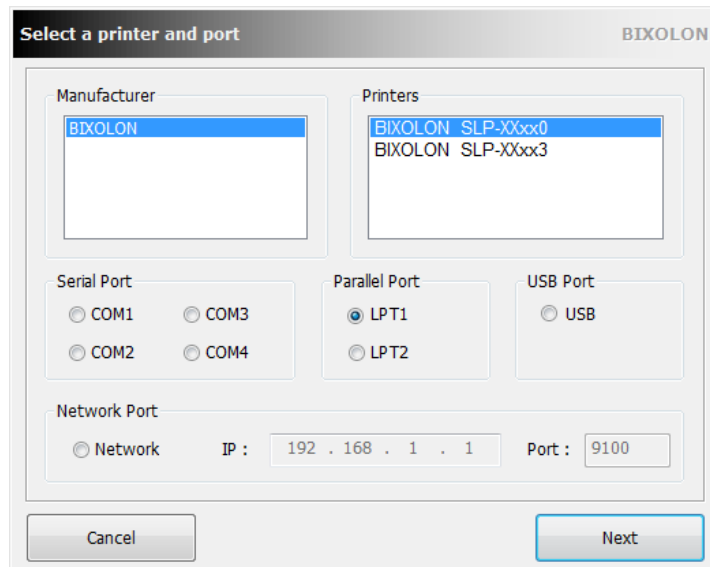 Select a printer and port BIXOLON
Manufacturer Printers
BIXOLON BIXOLON SLP-XXxx0
BIXOLON SLP-XXxx3
Serial Port Parallel Port USB Port
COM1 COM3 LPT1 USB
COM2 COM4 LPT2
Network Port
Network IP : 192 . 168 . 1 . 1 Port : 9100
Cancel Next